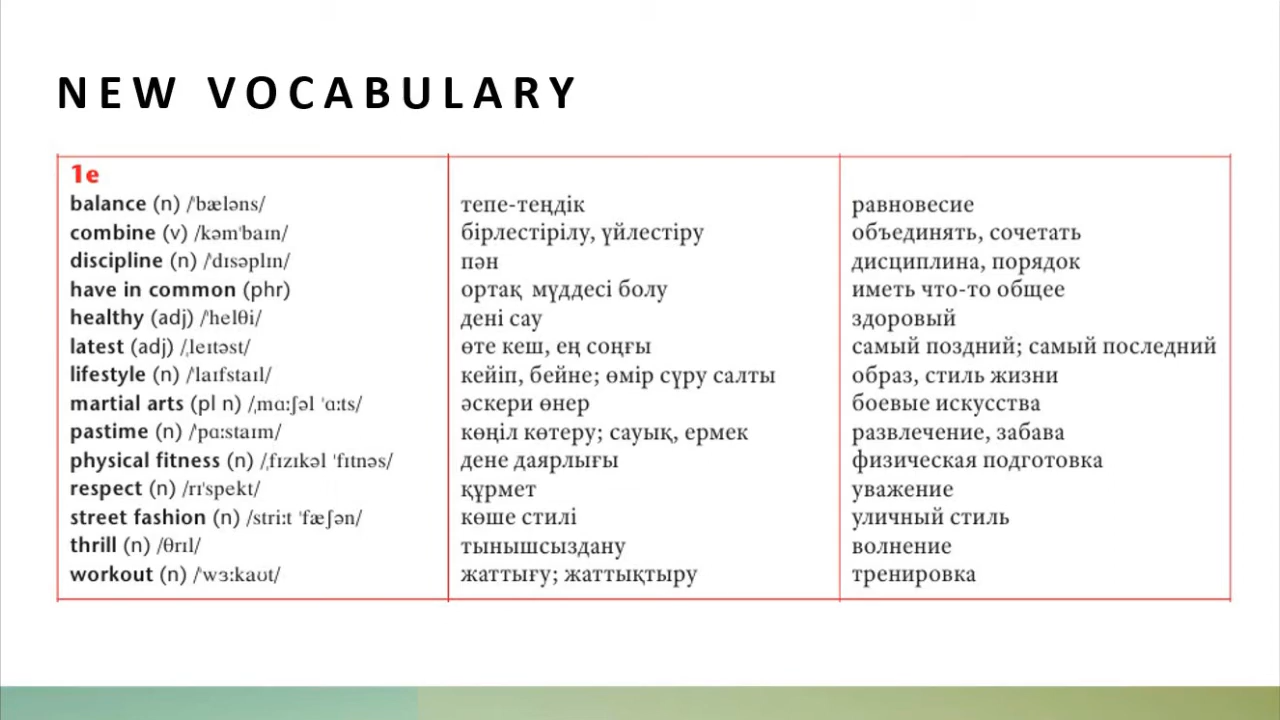 NEW VOCABULARY
1e
balance (n) /ˈbæləns/ тепе-теңдік равновесие
combine (v) /kəmˈbaɪn/ бірлестірілу, үйлестіру объединять, сочетать
discipline (n) /ˈdɪsəplɪn/ пән дисциплина, порядок
have in common (phr) ортақ мүддесі болу иметь что-то общее
healthy (adj) /ˈhelθi/ дені сау здоровый
latest (adj) /ˌleɪtəst/ өте кеш, ең соңғы самый поздний; самый последний
lifestyle (n) /ˈlaɪfstaɪl/ кейіп, бейне; өмір сүру салты образ, стиль жизни
martial arts (pl n) /ˌmɑːʃəl ˈɑːts/ әскери өнер боевые искусства
pastime (n) /ˈpɑːstaɪm/ көңіл көтеру; сауық, ермек развлечение, забава
physical fitness (n) /ˌfɪzɪkəl ˈfɪtnəs/ дене даярлығы физическая подготовка
respect (n) /rɪˈspekt/ құрмет уважение
street fashion (n) /striːt ˈfæʃən/ көше стилі уличный стиль
thrill (n) /θrɪl/ тынышсыздану волнение
workout (n) /ˈwɜːkaʊt/ жаттығу; жаттықтыру тренировка